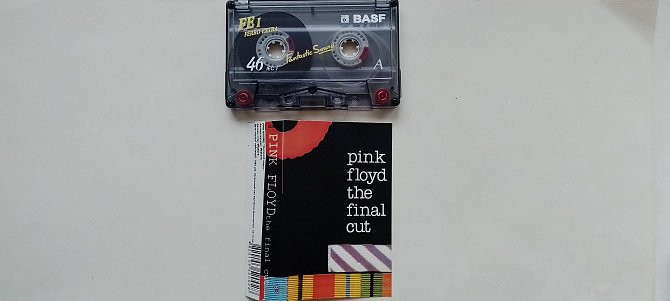 FE I
FERRO EXTRA
BASF
46
Fantastic Sound
A
PINK FLOYD the final cut
pink
floyd
the
final
cut